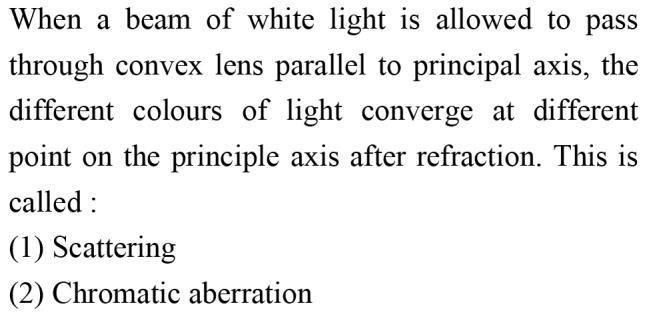 When a beam of white light is allowed to pass
through convex lens parallel to principal axis, the
different colours of light converge at different
point on the principle axis after refraction. This is
called :
(1) Scattering
(2) Chromatic aberration